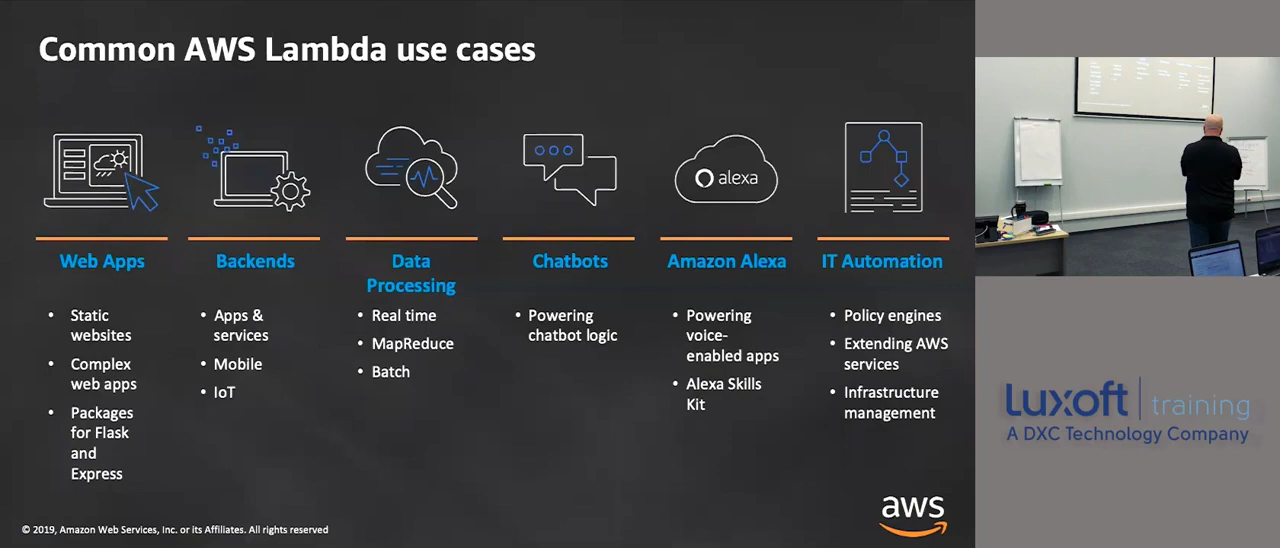 Common AWS Lambda use cases
alexa
Web Apps
• Static
websites
• Complex
web apps
• Packages
for Flask
and
Express
Backends
• Apps &
services
• Mobile
• IoT
Data
Processing
• Real time
• MapReduce
• Batch
Chatbots
• Powering
chatbot logic
Amazon Alexa
• Powering
voice-
enabled apps
• Alexa Skills
Kit
IT Automation
• Policy engines
• Extending AWS
services
• Infrastructure
management
© 2019, Amazon Web Services, Inc. or its Affiliates. All rights reserved
aws
Luxoft | training
A DXC Technology Company